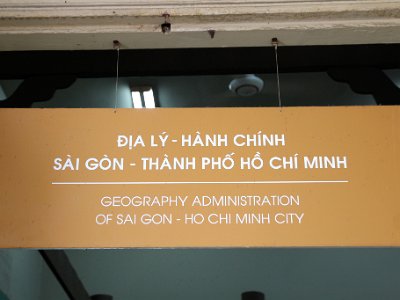 ĐỊA LÝ - HÀNH CHÍNH
SÀI GÒN - THÀNH PHỐ HỒ CHÍ MINH
GEOGRAPHY ADMINISTRATION
OF SAI GON - HO CHI MINH CITY